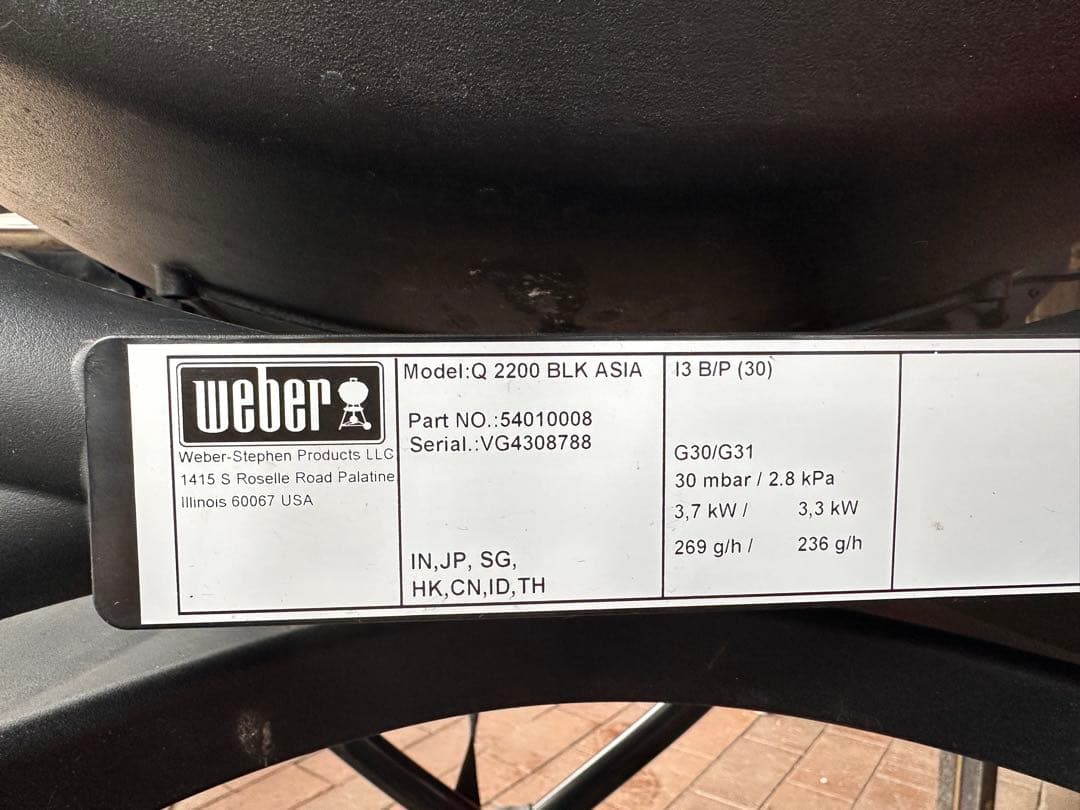 weber
Weber-Stephen Products LLC
1415 S Roselle Road Palatine
Illinois 60067 USA
Model:Q 2200 BLK ASIA
Part NO.:54010008
Serial.:VG4308788
IN,JP, SG,
HK,CN,ID,TH
I3 B/P (30)
G30/G31
30 mbar / 2.8 kPa
3,7 kW / 3,3 kW
269 g/h / 236 g/h